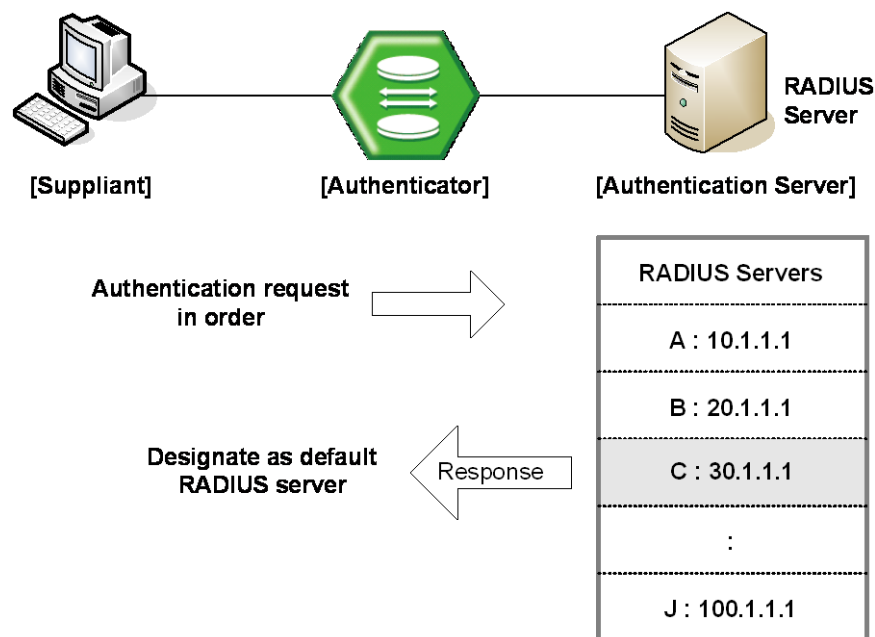 RADIUS
Server
[Suppliant]
[Authenticator]
[Authentication Server]
Authentication request
in order
RADIUS Servers
A : 10.1.1.1
B : 20.1.1.1
Designate as default
RADIUS server
Response
C : 30.1.1.1
:
J : 100.1.1.1